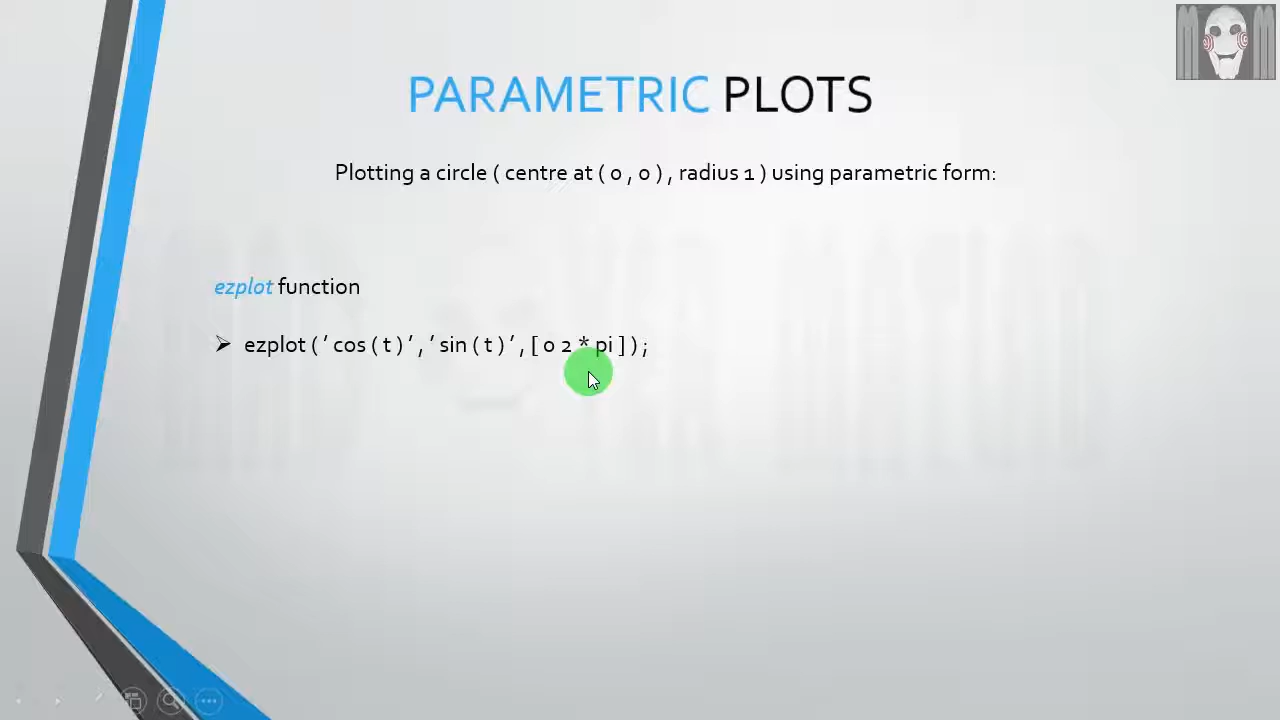 PARAMETRIC PLOTS
Plotting a circle ( centre at ( 0 , 0 ) , radius 1 ) using parametric form:
ezplot function
➢ ezplot ( ’ cos ( t ) ’ , ’ sin ( t ) ’ , [ 0 2 * pi ] ) ;